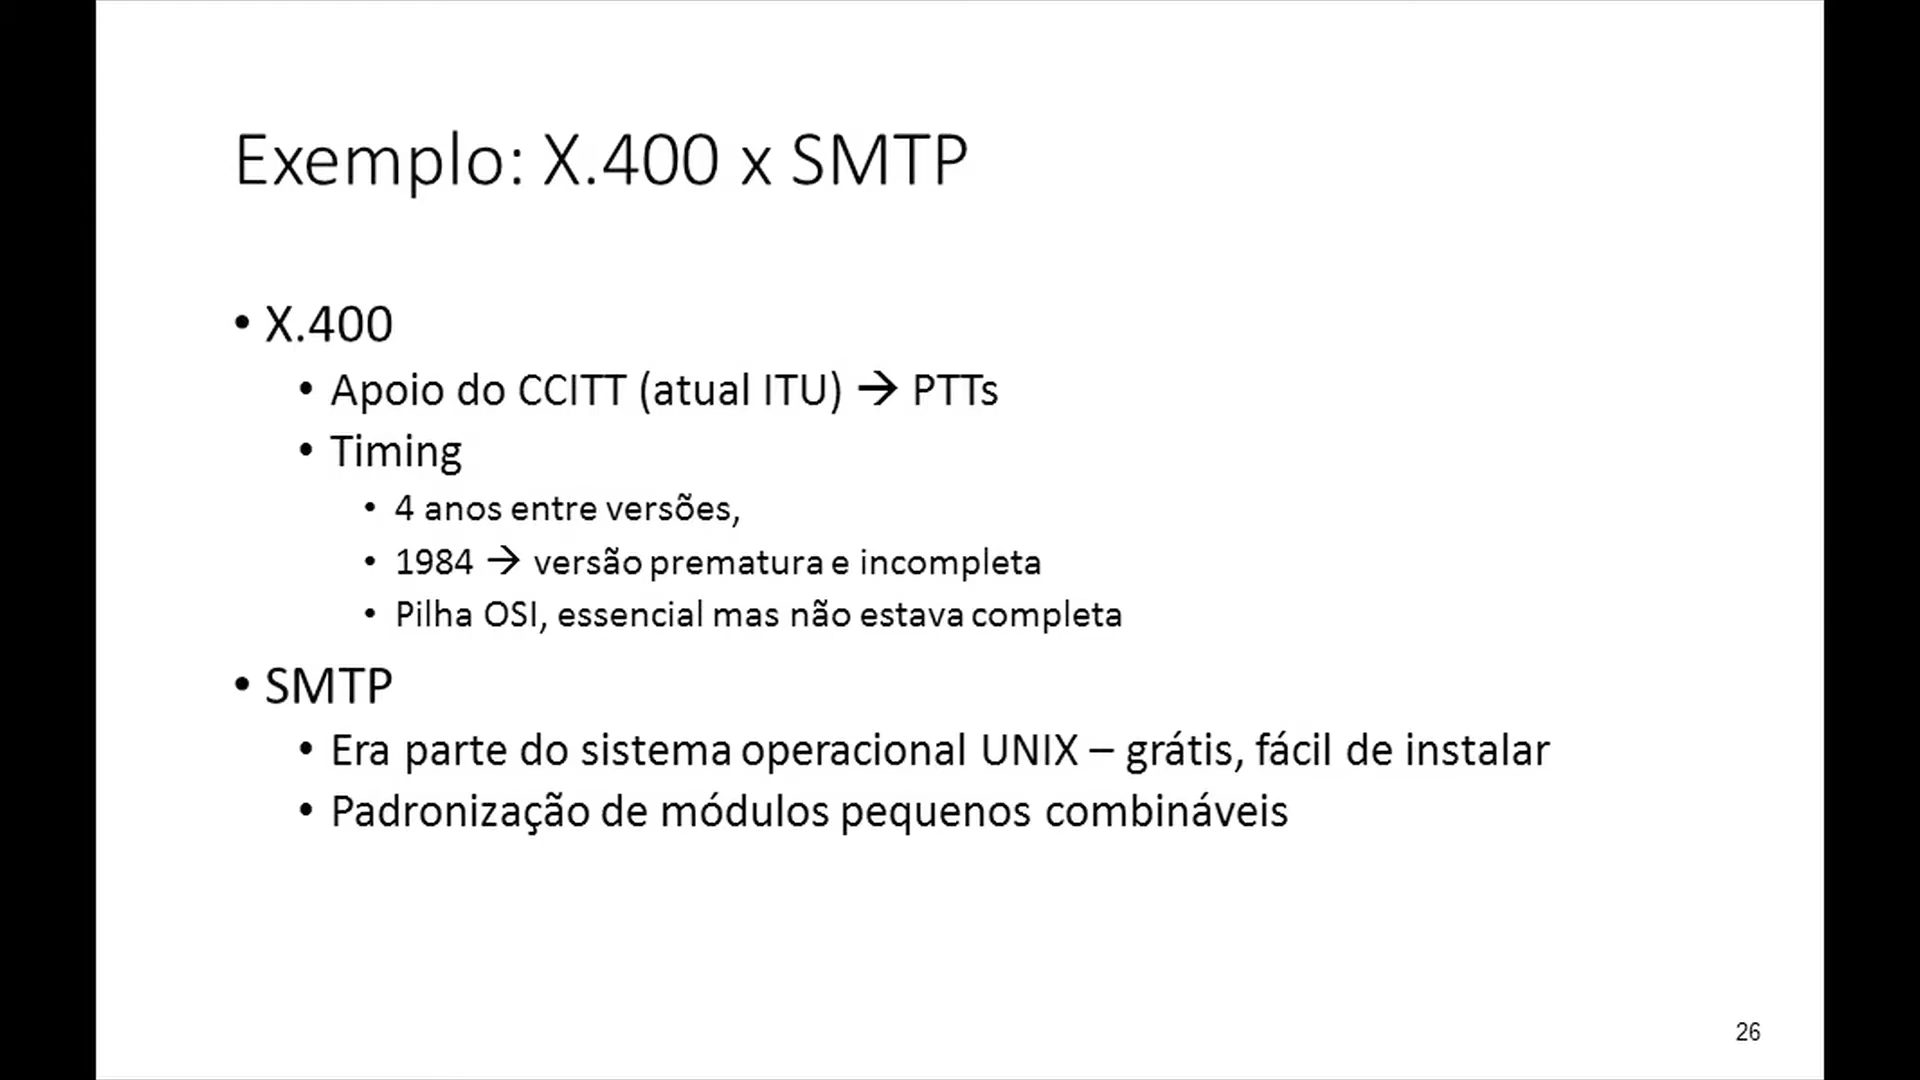 Exemplo: X.400 x SMTP
• X.400
• Apoio do CCITT (atual ITU) → PTTs
• Timing
• 4 anos entre versões,
• 1984 → versão prematura e incompleta
• Pilha OSI, essencial mas não estava completa
• SMTP
• Era parte do sistema operacional UNIX – grátis, fácil de instalar
• Padronização de módulos pequenos combináveis
26